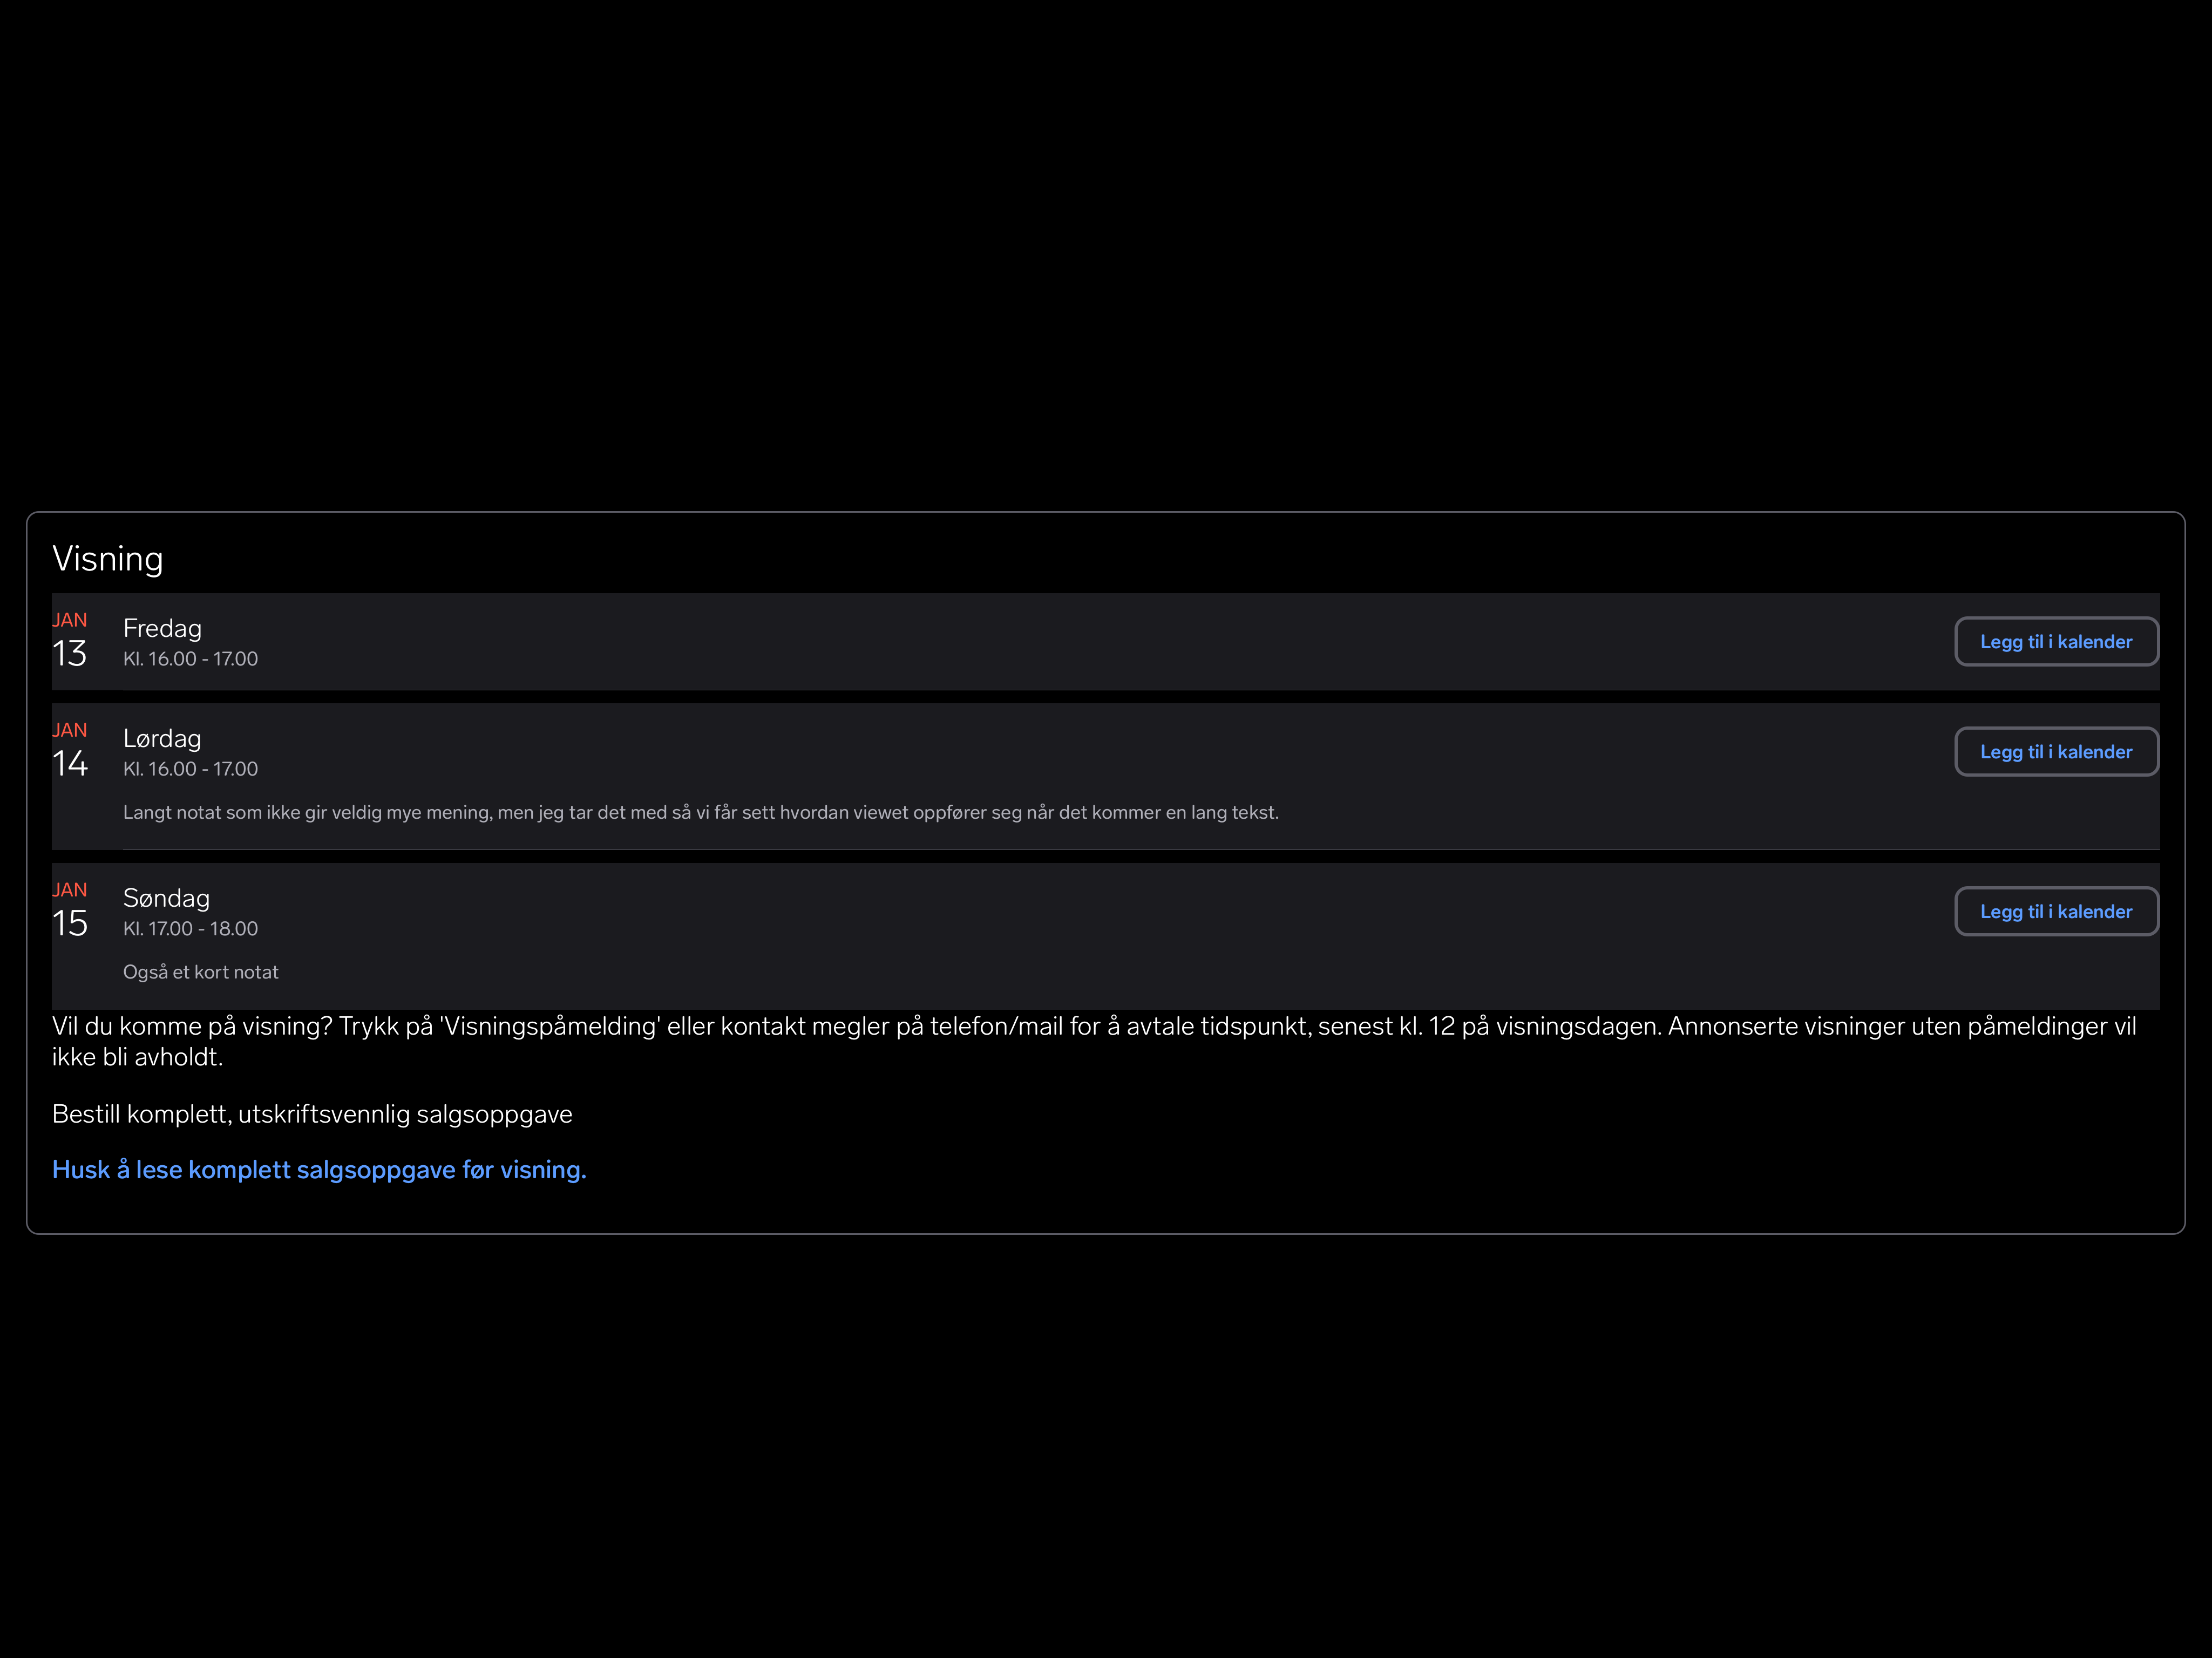 Visning
JAN
13
Fredag
Kl. 16.00 - 17.00
Legg til i kalender
JAN
14
Lørdag
Kl. 16.00 - 17.00
Legg til i kalender
Langt notat som ikke gir veldig mye mening, men jeg tar det med så vi får sett hvordan viewet oppfører seg når det kommer en lang tekst.
JAN
15
Søndag
Kl. 17.00 - 18.00
Legg til i kalender
Også et kort notat
Vil du komme på visning? Trykk på 'Visningspåmelding' eller kontakt megler på telefon/mail for å avtale tidspunkt, senest kl. 12 på visningsdagen. Annonserte visninger uten påmeldinger vil
ikke bli avholdt.
Bestill komplett, utskriftsvennlig salgsoppgave
Husk å lese komplett salgsoppgave før visning.